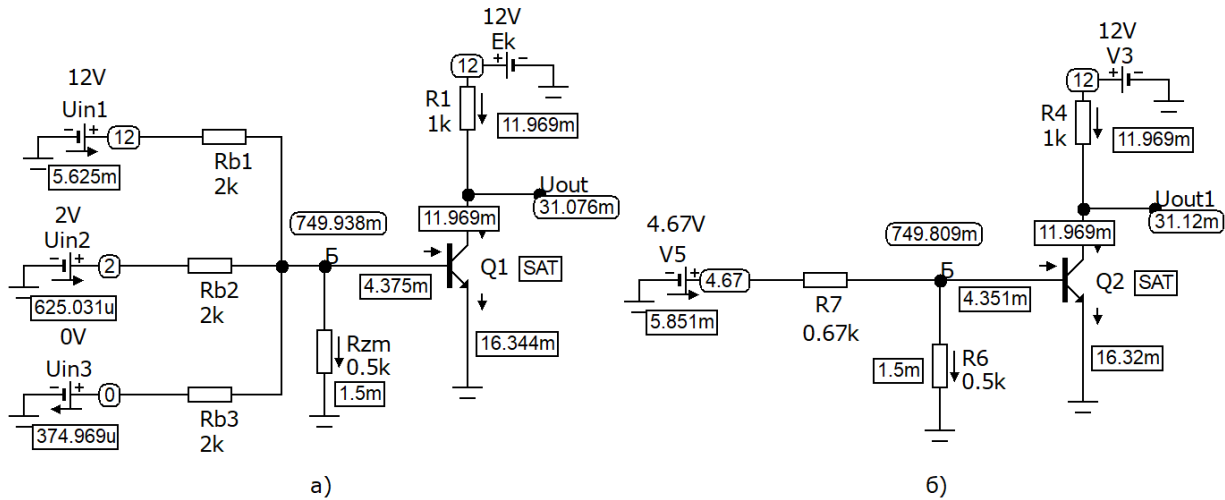 12V
Ek
12
R1
1k
11.969m
12V
Uin1
12
5.625m
Rb1
2k
Uout
31.076m
749.938m
11.969m
2V
Uin2
2
625.031u
Rb2
2k
Б
4.375m
Q1
SAT
0V
Uin3
0
374.969u
Rb3
2k
Rzm
0.5k
1.5m
16.344m
а)
12V
V3
12
R4
1k
11.969m
Uout1
31.12m
749.809m
11.969m
4.67V
V5
4.67
5.851m
R7
0.67k
Б
4.351m
Q2
SAT
1.5m
R6
0.5k
16.32m
б)